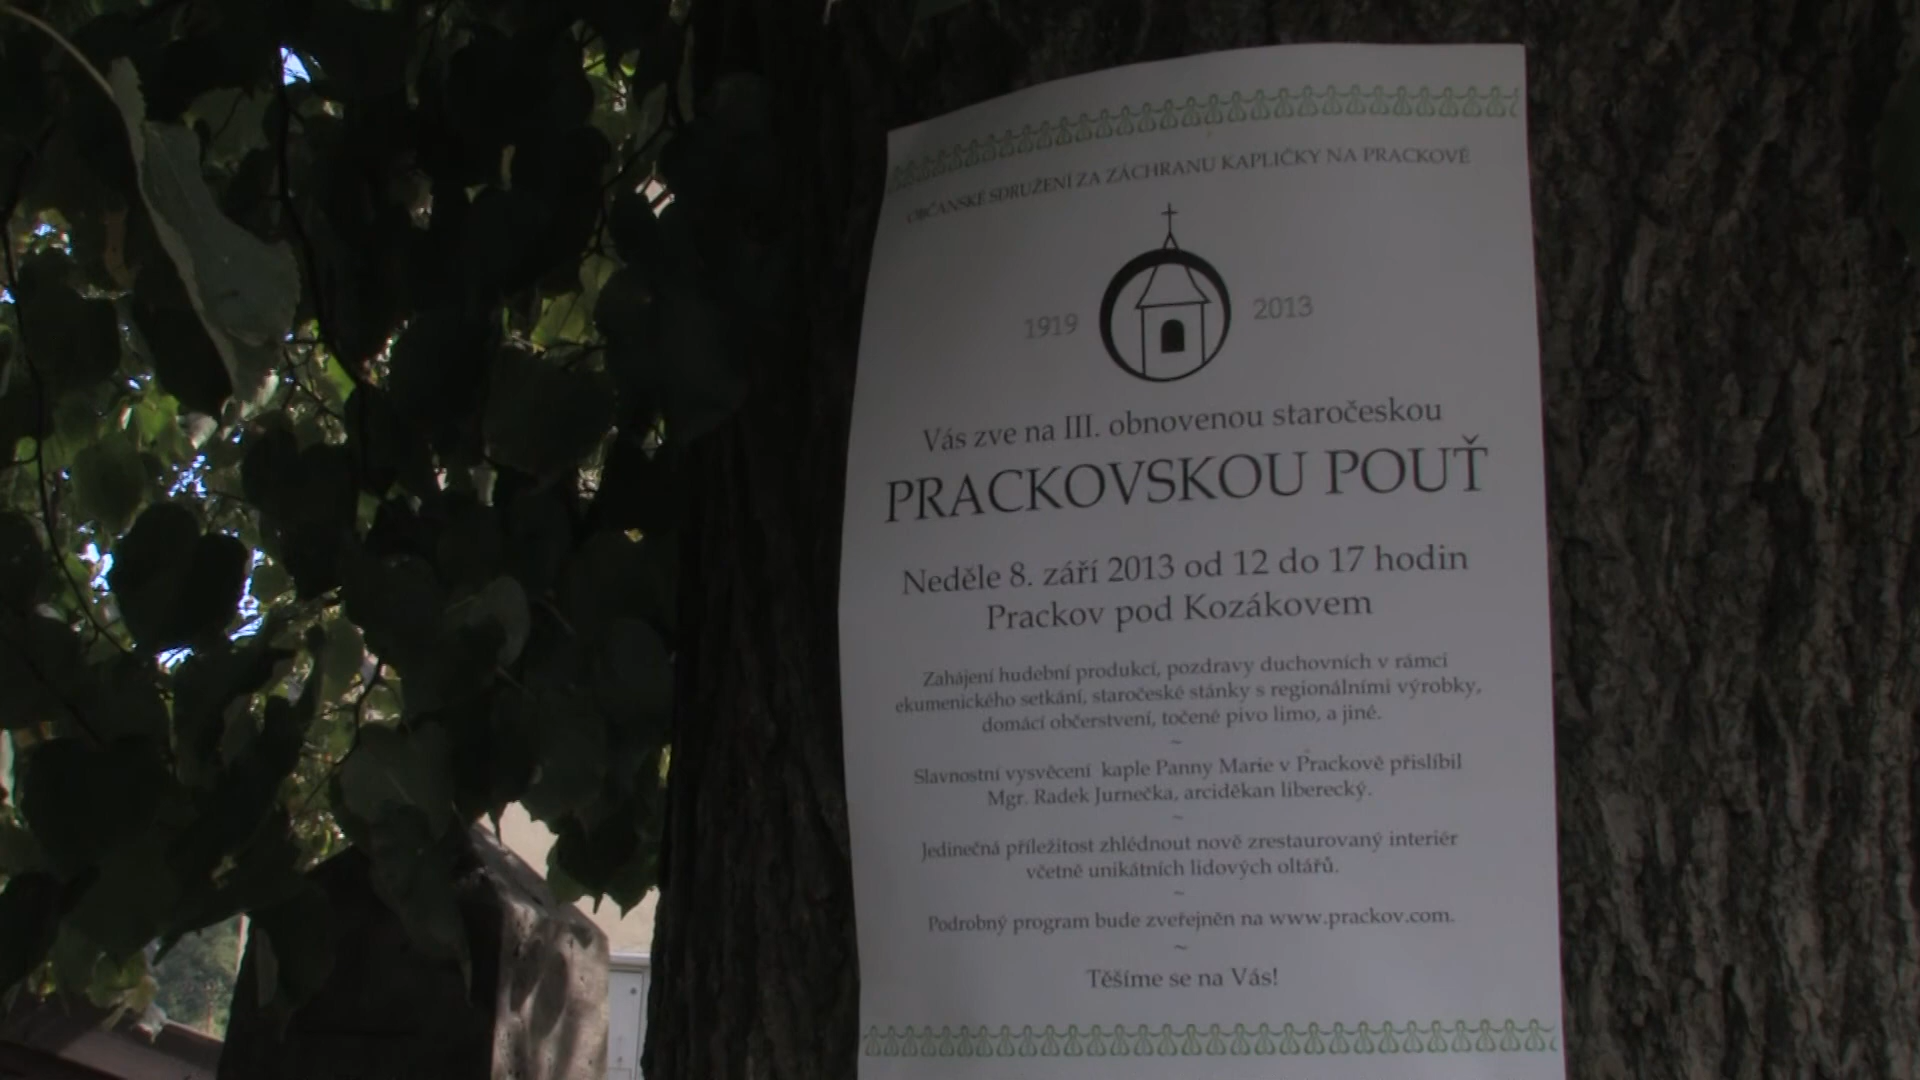 OBČANSKÉ SDRUŽENÍ ZA ZÁCHRANU KAPLIČKY NA PRACKOVĚ
1919 2013
Vás zve na III. obnovenou staročeskou
PRACKOVSKOU POUŤ
Neděle 8. září 2013 od 12 do 17 hodin
Prackov pod Kozákovem
Zahájení hudební produkcí, pozdravy duchovních v rámci
ekumenického setkání, staročeské stánky s regionálními výrobky,
domácí občerstvení, točené pivo limo, a jiné.
~
Slavnostní vysvěcení kaple Panny Marie v Prackově přislíbil
Mgr. Radek Jurnečka, arciděkan liberecký.
~
Jedinečná příležitost zhlédnout nově zrestaurovaný interiér
včetně unikátních lidových oltářů.
~
Podrobný program bude zveřejněn na www.prackov.com.
~
Těšíme se na Vás!